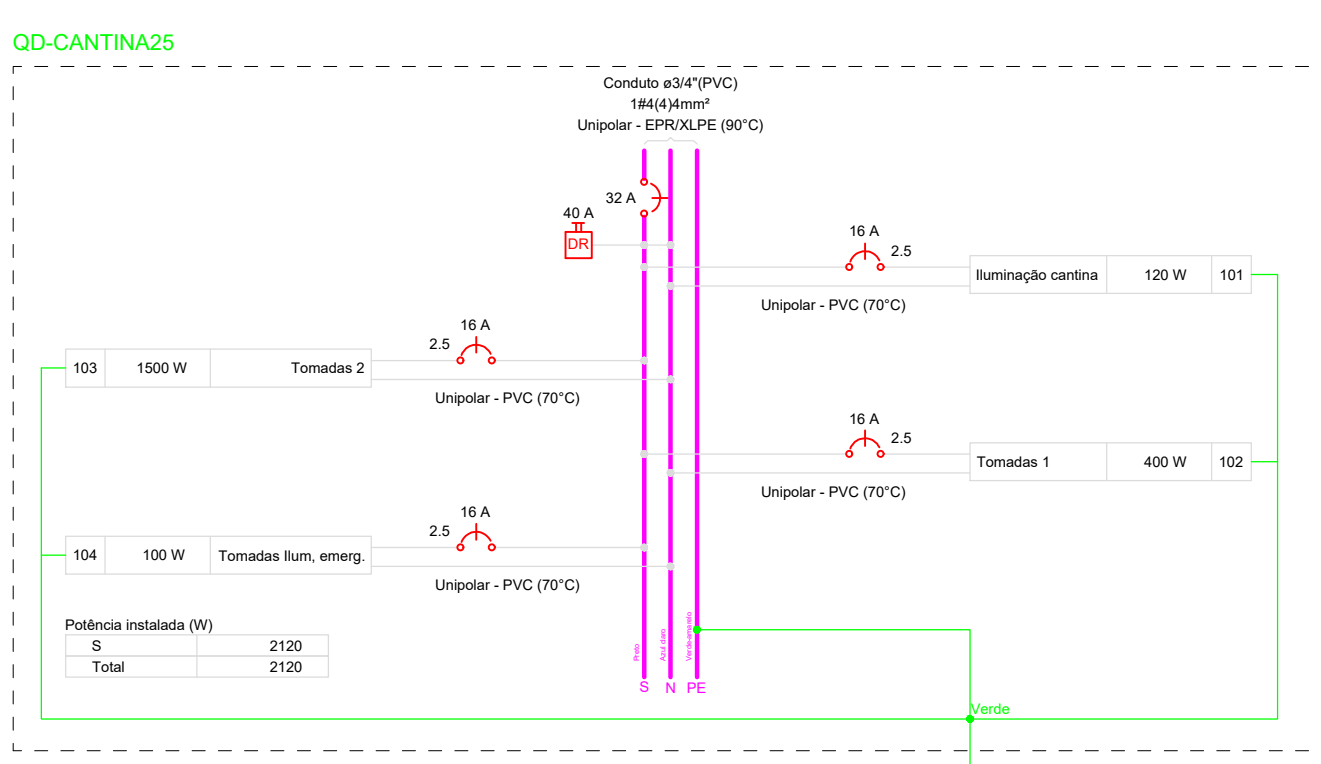 QD-CANTINA25
Conduto ø3/4"(PVC)
1#4(4)4mm²
Unipolar - EPR/XLPE (90°C)
32 A
40 A
DR
16 A
2.5
Iluminação cantina 120 W 101
Unipolar - PVC (70°C)
16 A
2.5
103 1500 W Tomadas 2
Unipolar - PVC (70°C)
16 A
2.5
Tomadas 1 400 W 102
Unipolar - PVC (70°C)
16 A
2.5
104 100 W Tomadas Ilum, emerg.
Unipolar - PVC (70°C)
Potência instalada (W)
S 2120
Total 2120
Preto
Azul claro
Verde-amarelo
S N PE
Verde